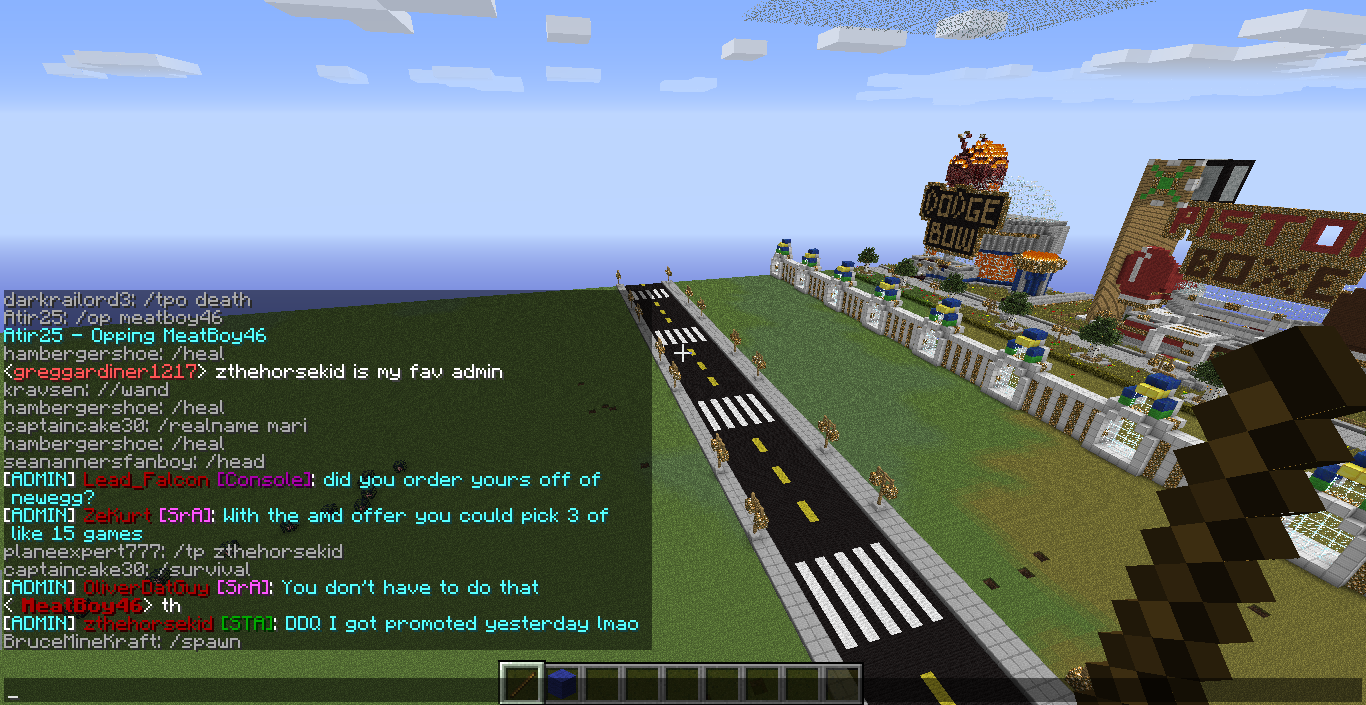 DODGE
BOW
PISTO
BOXE
darkrailord3: /tpo death
Atir25: /op meatboy46
Atir25 - Opping MeatBoy46
hambergershoe: /heal
<greggardiner1217> zthehorsekid is my fav admin
kravsen: //wand
hambergershoe: /heal
captaincake30: /realname mari
hambergershoe: /heal
seanannersfanboy: /head
[ADMIN] Lead_Falcon [Console]: did you order yours off of
newegg?
[ADMIN] ZeKurt [SrA]: With the amd offer you could pick 3 of
like 15 games
planeexpert777: /tp zthehorsekid
captaincake30: /survival
[ADMIN] OliverDatGuy [SrA]: You don't have to do that
< MeatBoy46> th
[ADMIN] zthehorsekid [STA]: DDQ I got promoted yesterday lmao
BruceMineKraft: /spawn
_